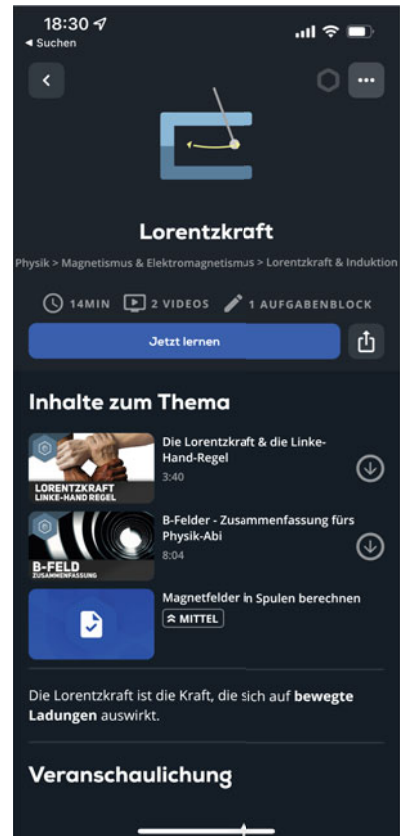 18:30
Suchen
Lorentzkraft
Physik > Magnetismus & Elektromagnetismus > Lorentzkraft & Induktion
14MIN 2 VIDEOS 1 AUFGABENBLOCK
Jetzt lernen
Inhalte zum Thema
LORENTZKRAFT
LINKE-HAND REGEL
Die Lorentzkraft & die Linke-
Hand-Regel
3:40
B-FELD
ZUSAMMENFASSUNG
B-Felder - Zusammenfassung fürs
Physik-Abi
8:04
Magnetfelder in Spulen berechnen
MITTEL
Die Lorentzkraft ist die Kraft, die sich auf bewegte
Ladungen auswirkt.
Veranschaulichung